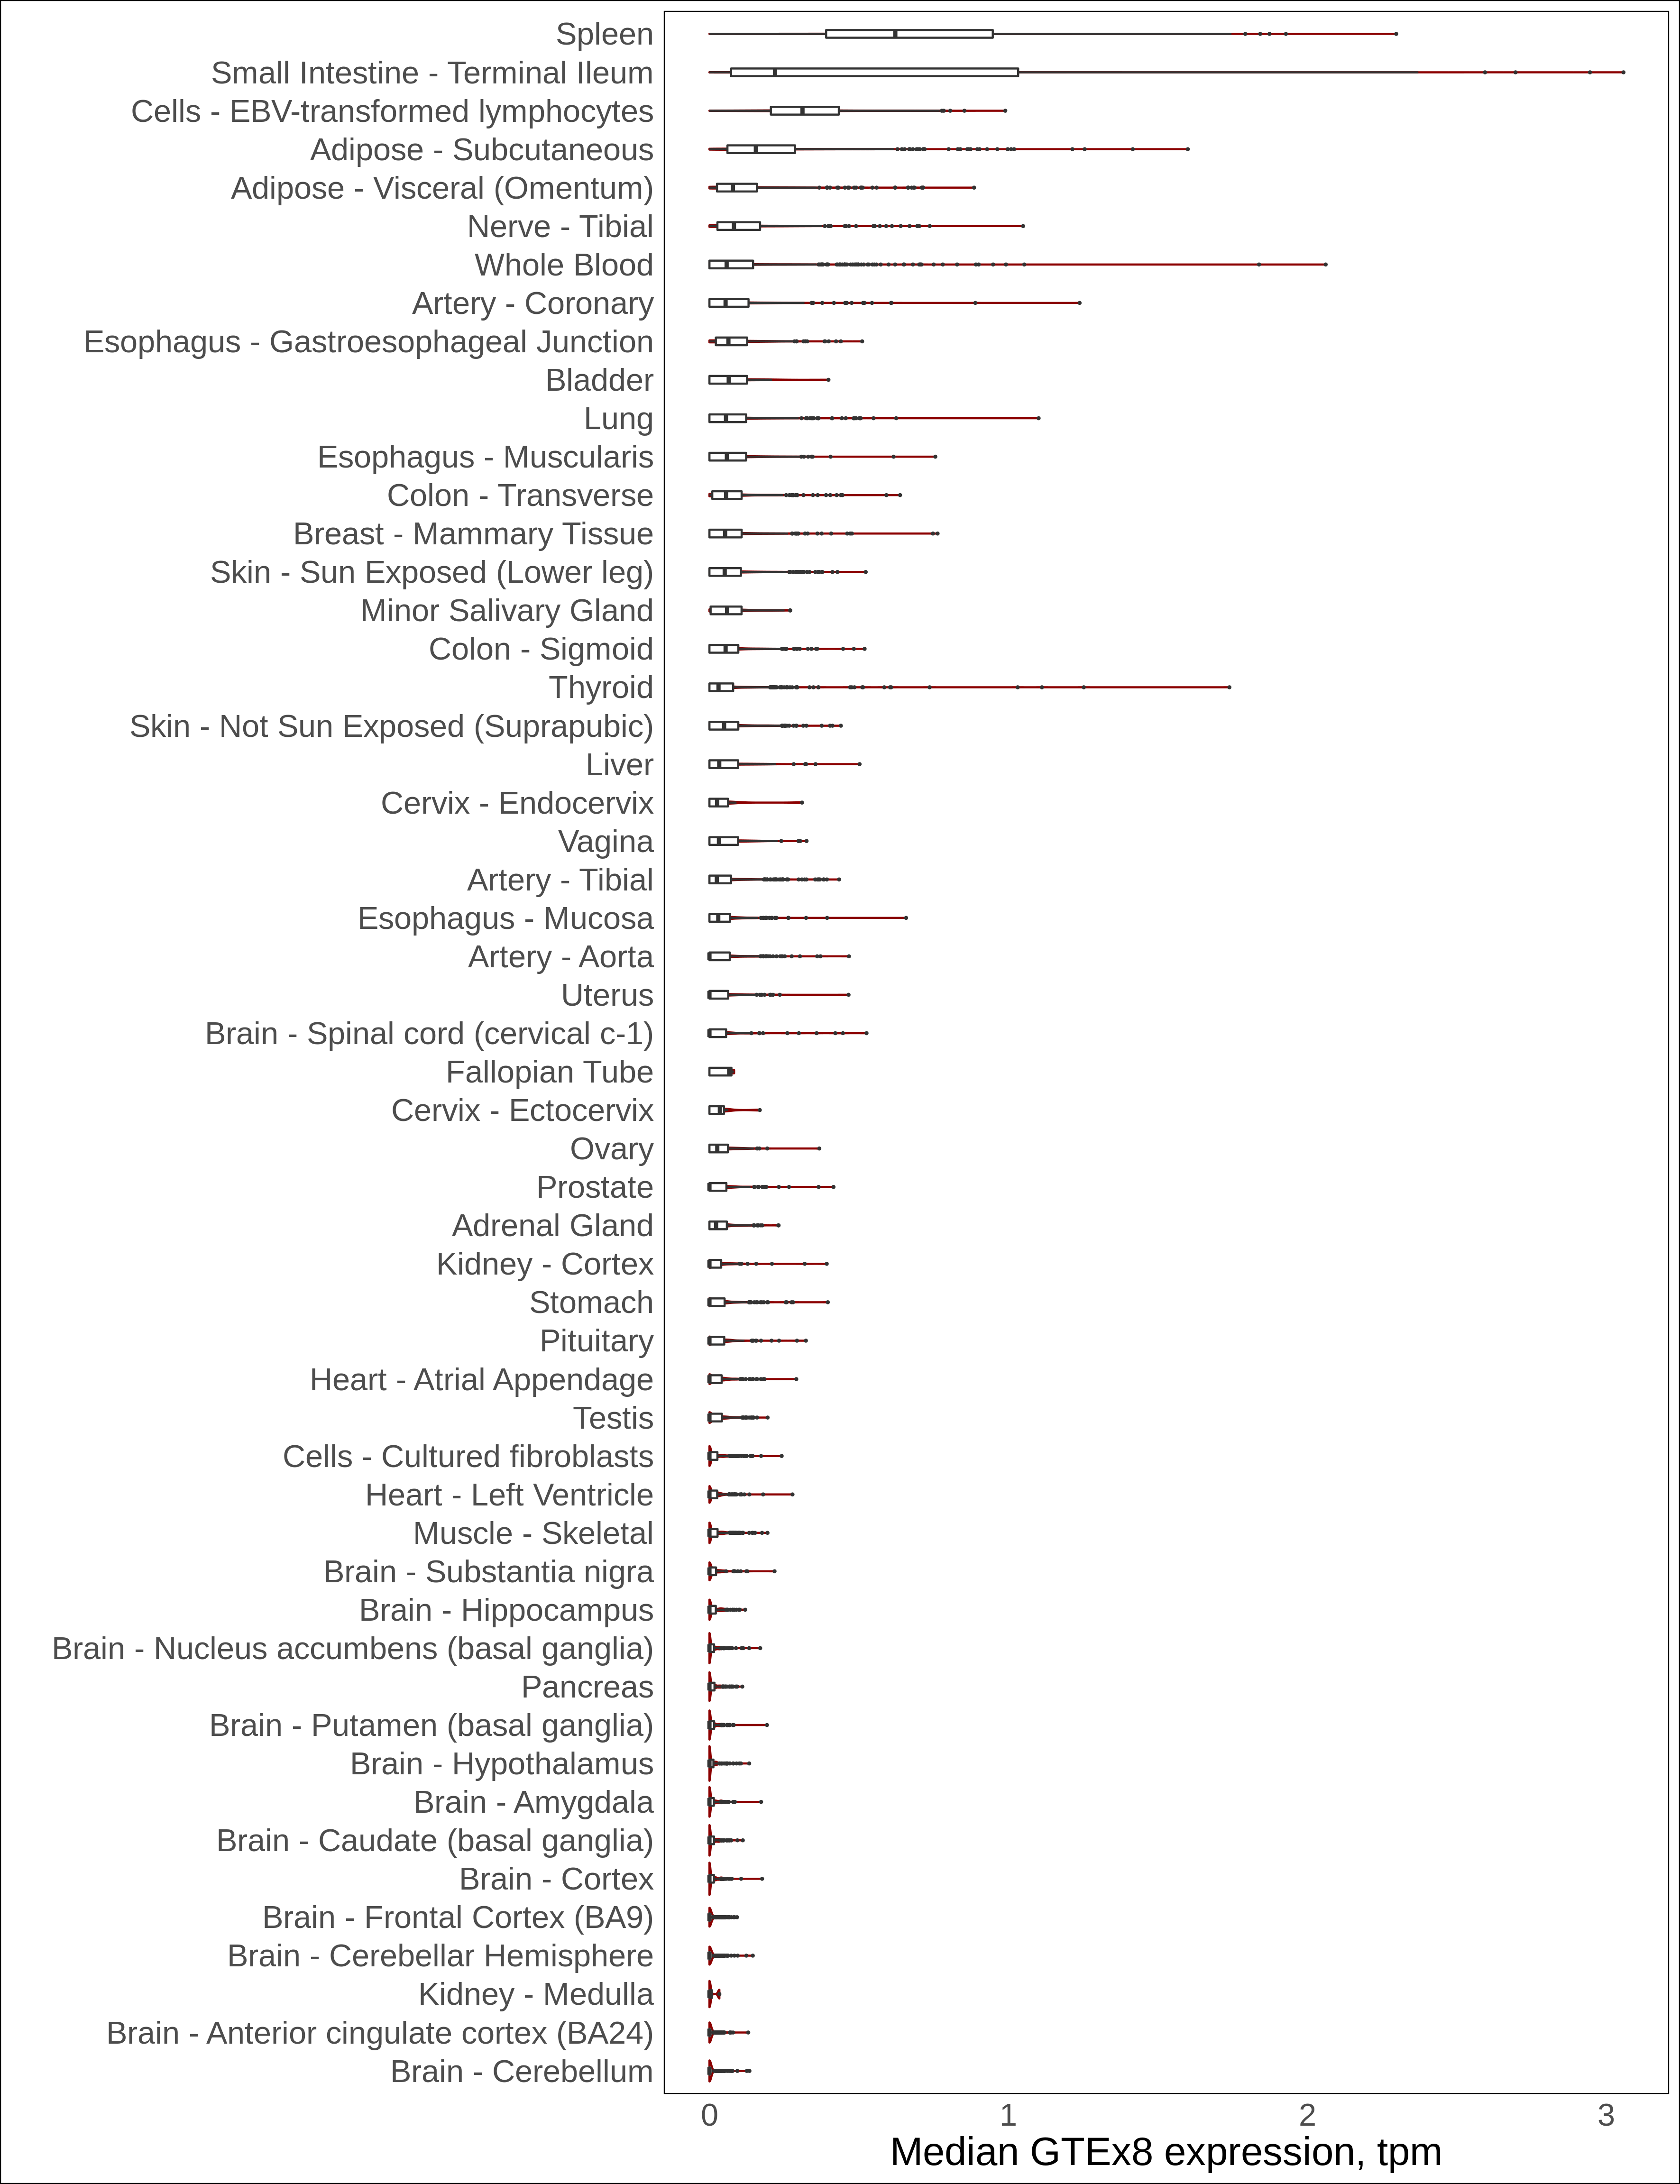 Spleen
Small Intestine - Terminal Ileum
Cells - EBV-transformed lymphocytes
Adipose - Subcutaneous
Adipose - Visceral (Omentum)
Nerve - Tibial
Whole Blood
Artery - Coronary
Esophagus - Gastroesophageal Junction
Bladder
Lung
Esophagus - Muscularis
Colon - Transverse
Breast - Mammary Tissue
Skin - Sun Exposed (Lower leg)
Minor Salivary Gland
Colon - Sigmoid
Thyroid
Skin - Not Sun Exposed (Suprapubic)
Liver
Cervix - Endocervix
Vagina
Artery - Tibial
Esophagus - Mucosa
Artery - Aorta
Uterus
Brain - Spinal cord (cervical c-1)
Fallopian Tube
Cervix - Ectocervix
Ovary
Prostate
Adrenal Gland
Kidney - Cortex
Stomach
Pituitary
Heart - Atrial Appendage
Testis
Cells - Cultured fibroblasts
Heart - Left Ventricle
Muscle - Skeletal
Brain - Substantia nigra
Brain - Hippocampus
Brain - Nucleus accumbens (basal ganglia)
Pancreas
Brain - Putamen (basal ganglia)
Brain - Hypothalamus
Brain - Amygdala
Brain - Caudate (basal ganglia)
Brain - Cortex
Brain - Frontal Cortex (BA9)
Brain - Cerebellar Hemisphere
Kidney - Medulla
Brain - Anterior cingulate cortex (BA24)
Brain - Cerebellum
0 1 2 3
Median GTEx8 expression, tpm